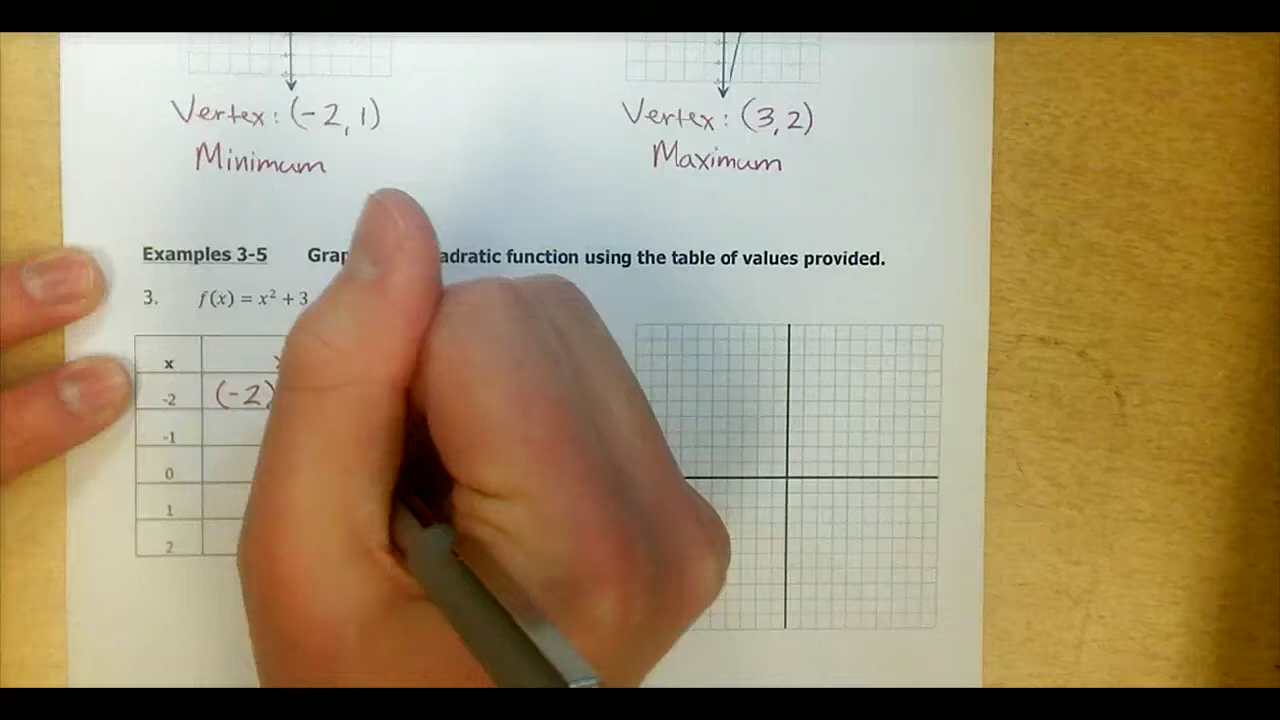 Vertex: (-2, 1) Vertex: (3, 2)
Minimum Maximum
Examples 3-5 Grap adratic function using the table of values provided.
3. f(x) = x² + 3
x
-2 (-2)
-1
0
1
2